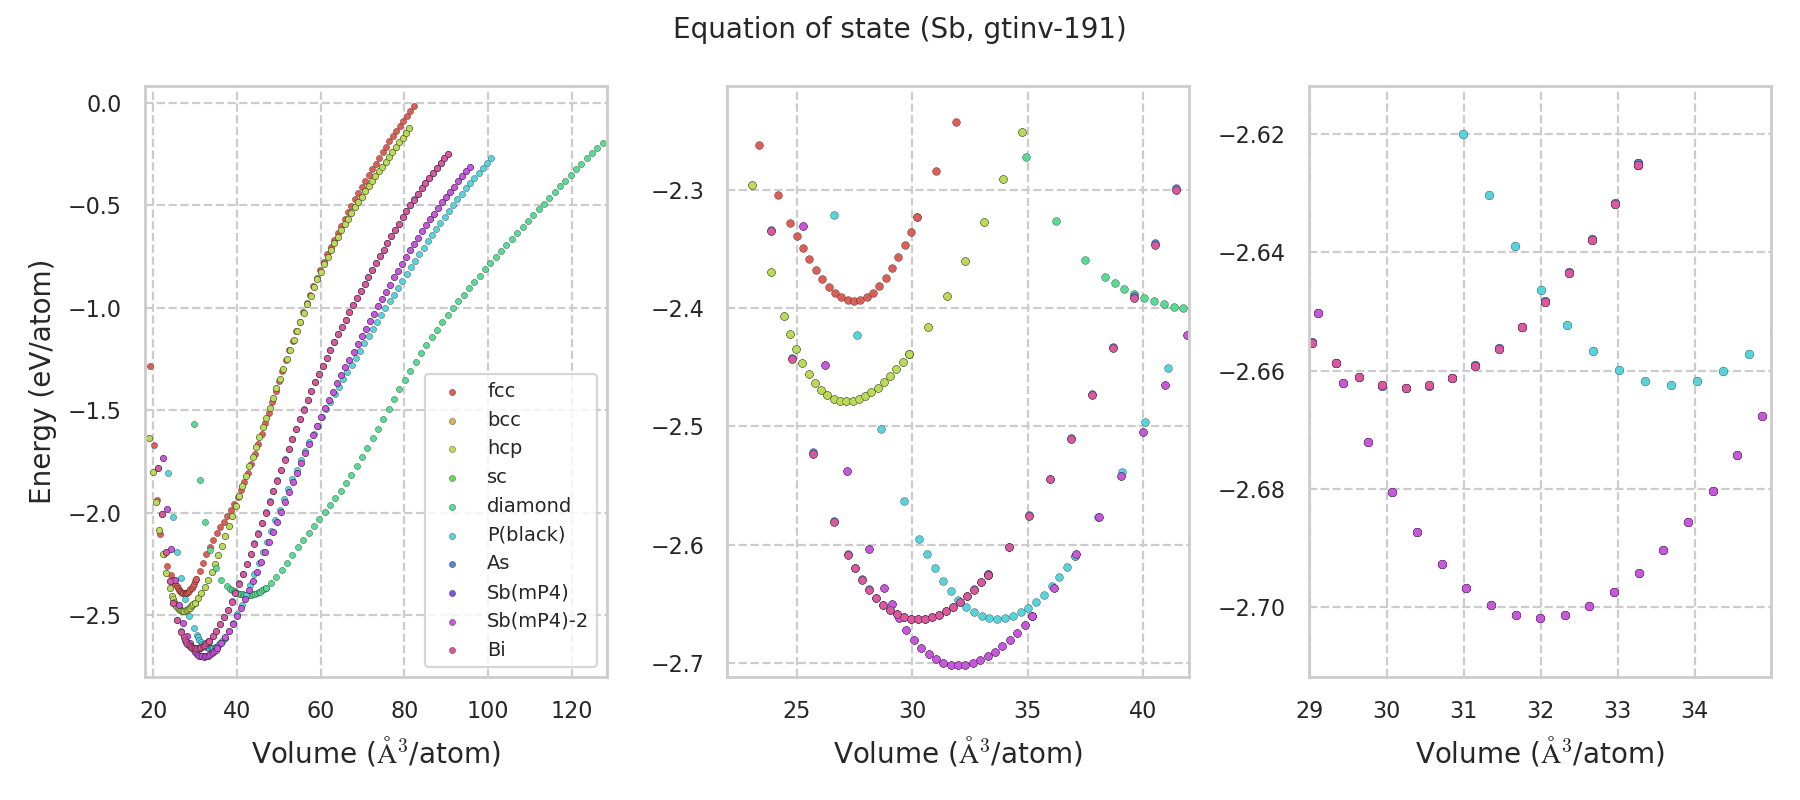 Equation of state (Sb, gtinv-191)
Energy (eV/atom)
0.0
−0.5
−1.0
−1.5
−2.0
−2.5
20 40 60 80 100 120
Volume (Å³/atom)
fcc
bcc
hcp
sc
diamond
P(black)
As
Sb(mP4)
Sb(mP4)-2
Bi
−2.3
−2.4
−2.5
−2.6
−2.7
25 30 35 40
Volume (Å³/atom)
−2.62
−2.64
−2.66
−2.68
−2.70
29 30 31 32 33 34
Volume (Å³/atom)